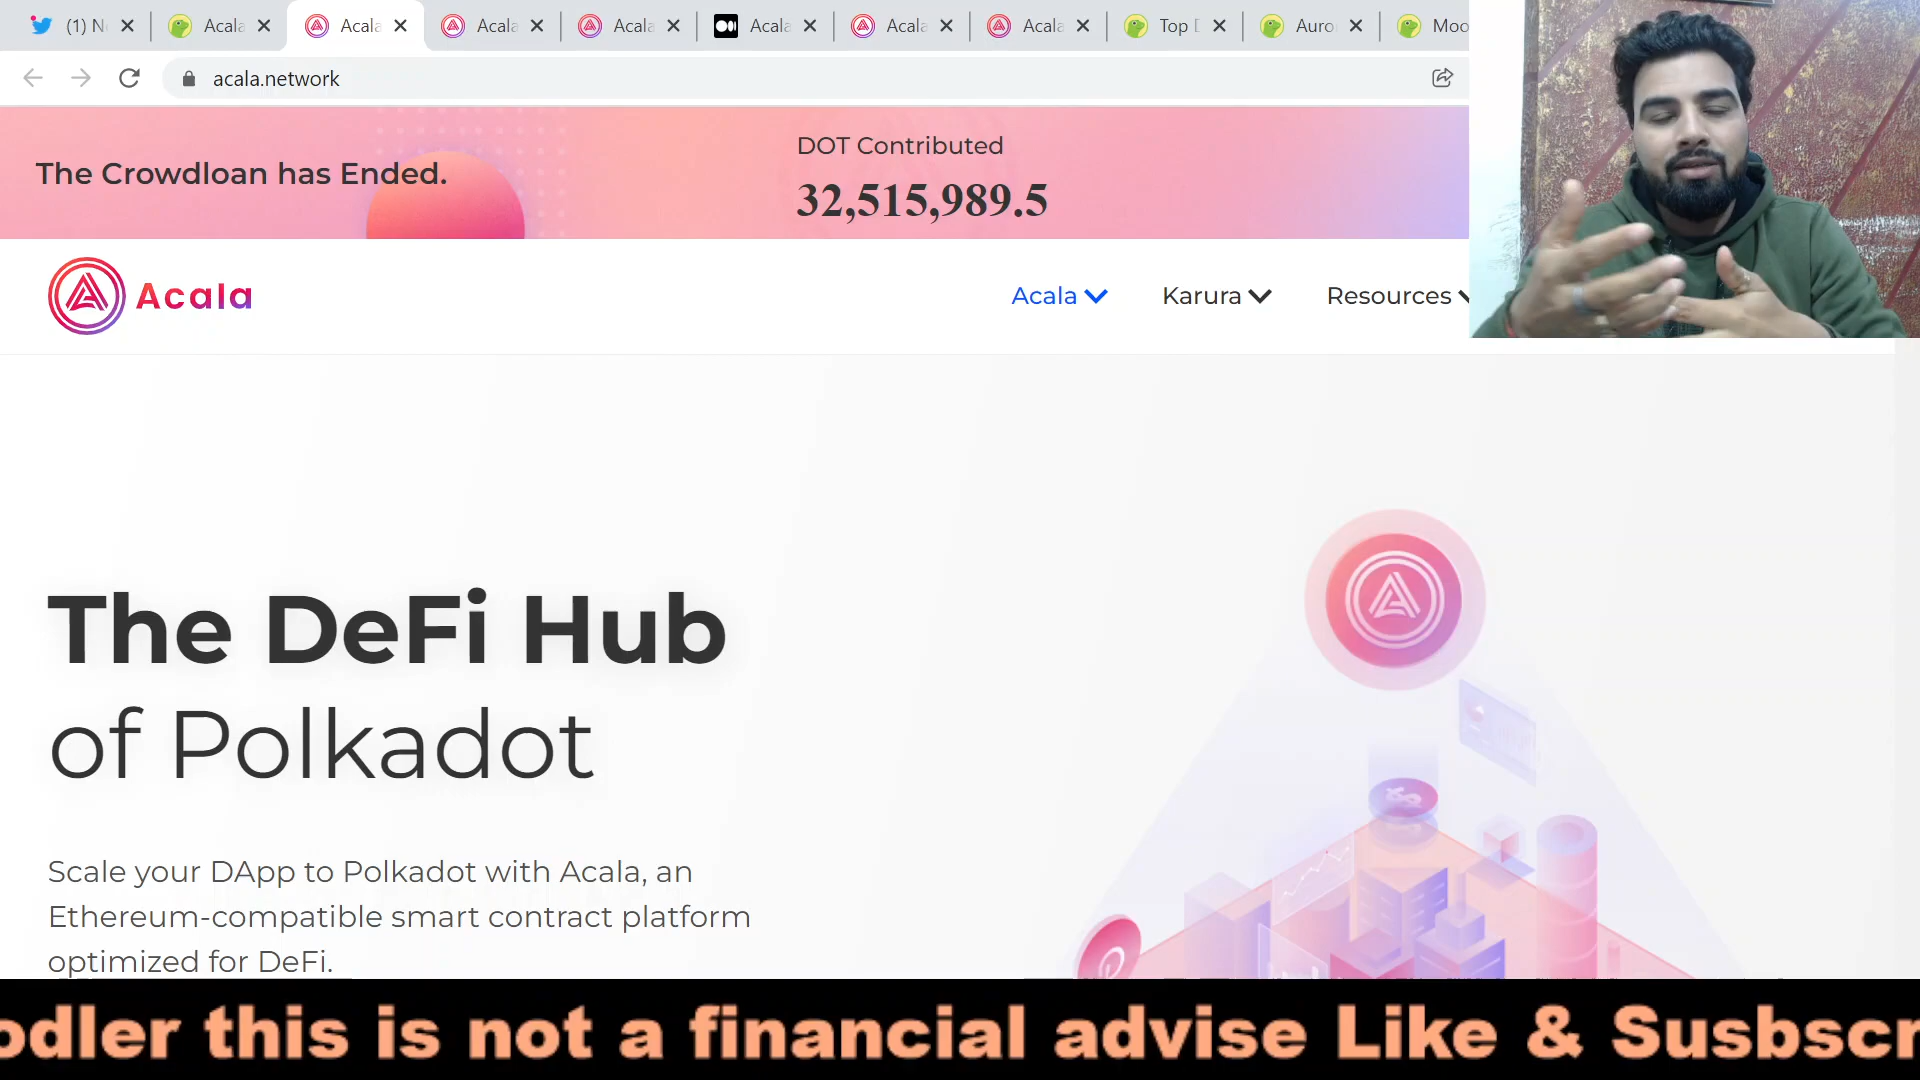 (1) N
Acala
Acala
Acala
Acala
Acala
Acala
Acala
Top
Auro
Moo
acala.network
The Crowdloan has Ended.
DOT Contributed
32,515,989.5
Acala
Acala
Karura
Resources
The DeFi Hub
of Polkadot
Scale your DApp to Polkadot with Acala, an
Ethereum-compatible smart contract platform
optimized for DeFi.
odler this is not a financial advise Like & Susbscr